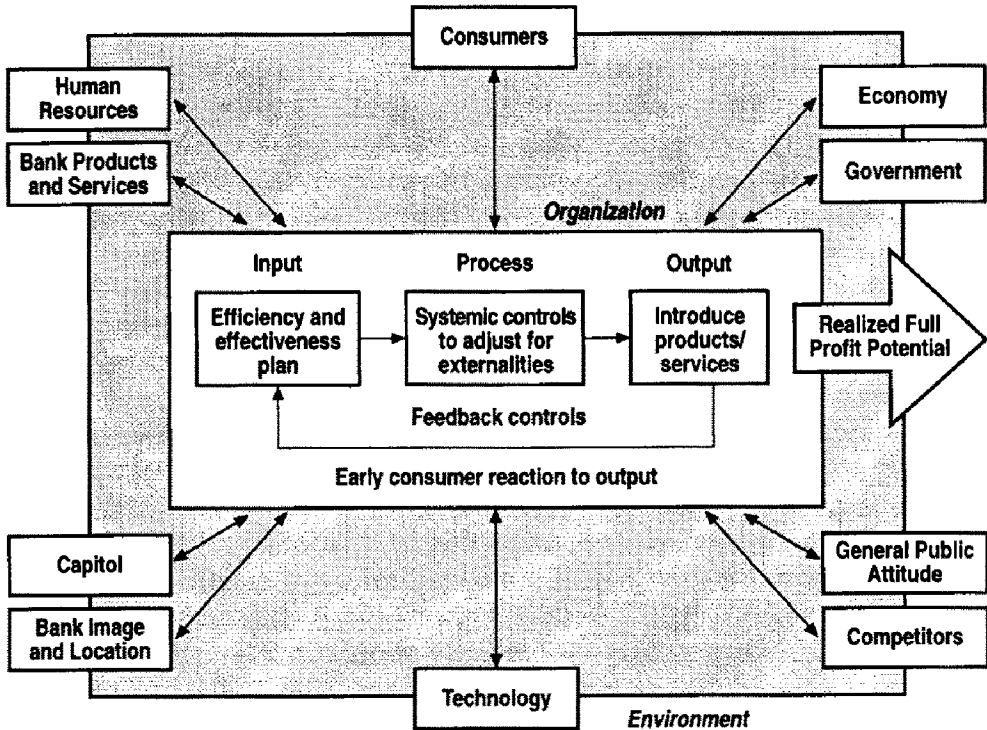 Consumers
Human
Resources
Economy
Bank Products
and Services
Government
Organization
Input
Process
Output
Efficiency and
effectiveness
plan
Systemic controls
to adjust for
externalities
Introduce
products/
services
Realized Full
Profit Potential
Feedback controls
Early consumer reaction to output
Capitol
General Public
Attitude
Bank Image
and Location
Competitors
Technology
Environment